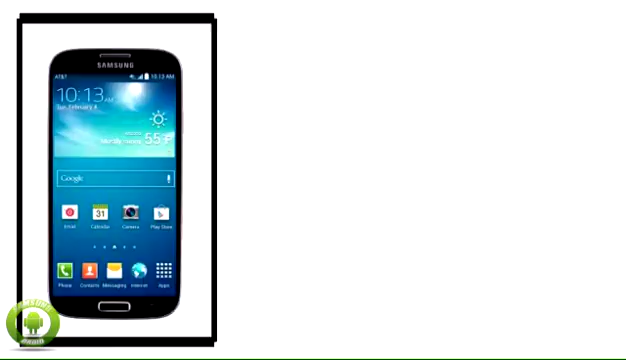 SAMSUNG
AT&T 10:13 AM
10:13 AM
Tue, February 4
55°F
Google
Email Calendar Camera Play Store
31
Phone Contacts Messaging Internet Apps